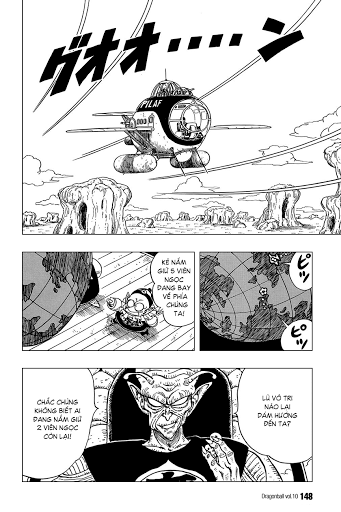 グオオ・・・・ン
PILAF
ピッ
ピッ
KẺ NẮM
GIỮ 5 VIÊN
NGỌC
ĐANG BAY
VỀ PHÍA
CHÚNG
TA!
LŨ VÔ TRI
NÀO LẠI
DÁM HƯỚNG
ĐẾN TA?
CHẮC CHÚNG
KHÔNG BIẾT AI
ĐANG NẮM GIỮ
2 VIÊN NGỌC
CÒN LẠI!
Dragonball vol.10 148